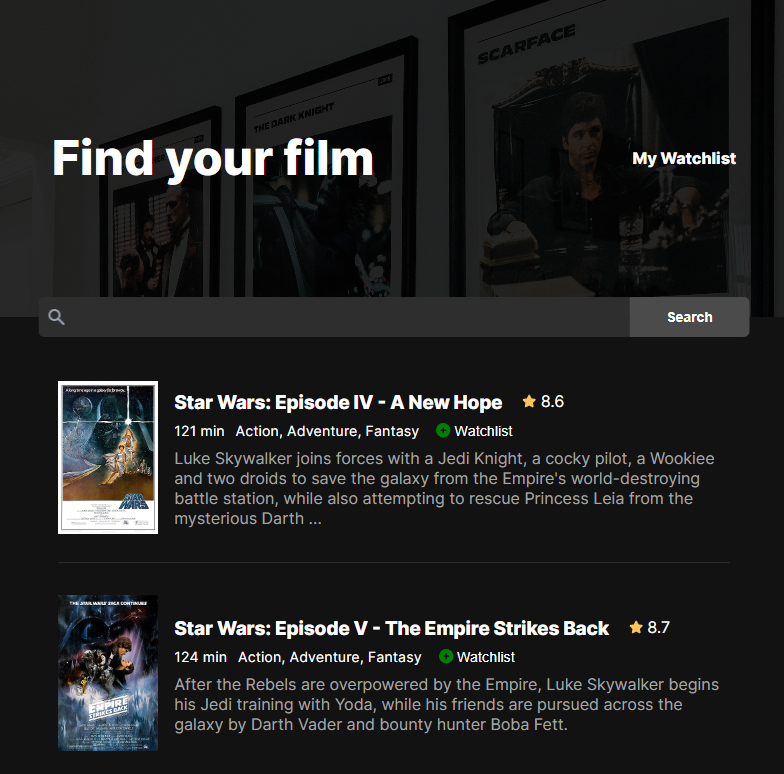 SCARFACE
THE DARK KNIGHT
Find your film
My Watchlist
Search
A long time ago in a galaxy far, far away...
STAR
WARS
Star Wars: Episode IV - A New Hope
8.6
121 min Action, Adventure, Fantasy
Watchlist
Luke Skywalker joins forces with a Jedi Knight, a cocky pilot, a Wookiee
and two droids to save the galaxy from the Empire's world-destroying
battle station, while also attempting to rescue Princess Leia from the
mysterious Darth ...
THE STAR WARS SAGA CONTINUES
THE
EMPIRE
STRIKES BACK
Star Wars: Episode V - The Empire Strikes Back
8.7
124 min Action, Adventure, Fantasy
Watchlist
After the Rebels are overpowered by the Empire, Luke Skywalker begins
his Jedi training with Yoda, while his friends are pursued across the
galaxy by Darth Vader and bounty hunter Boba Fett.